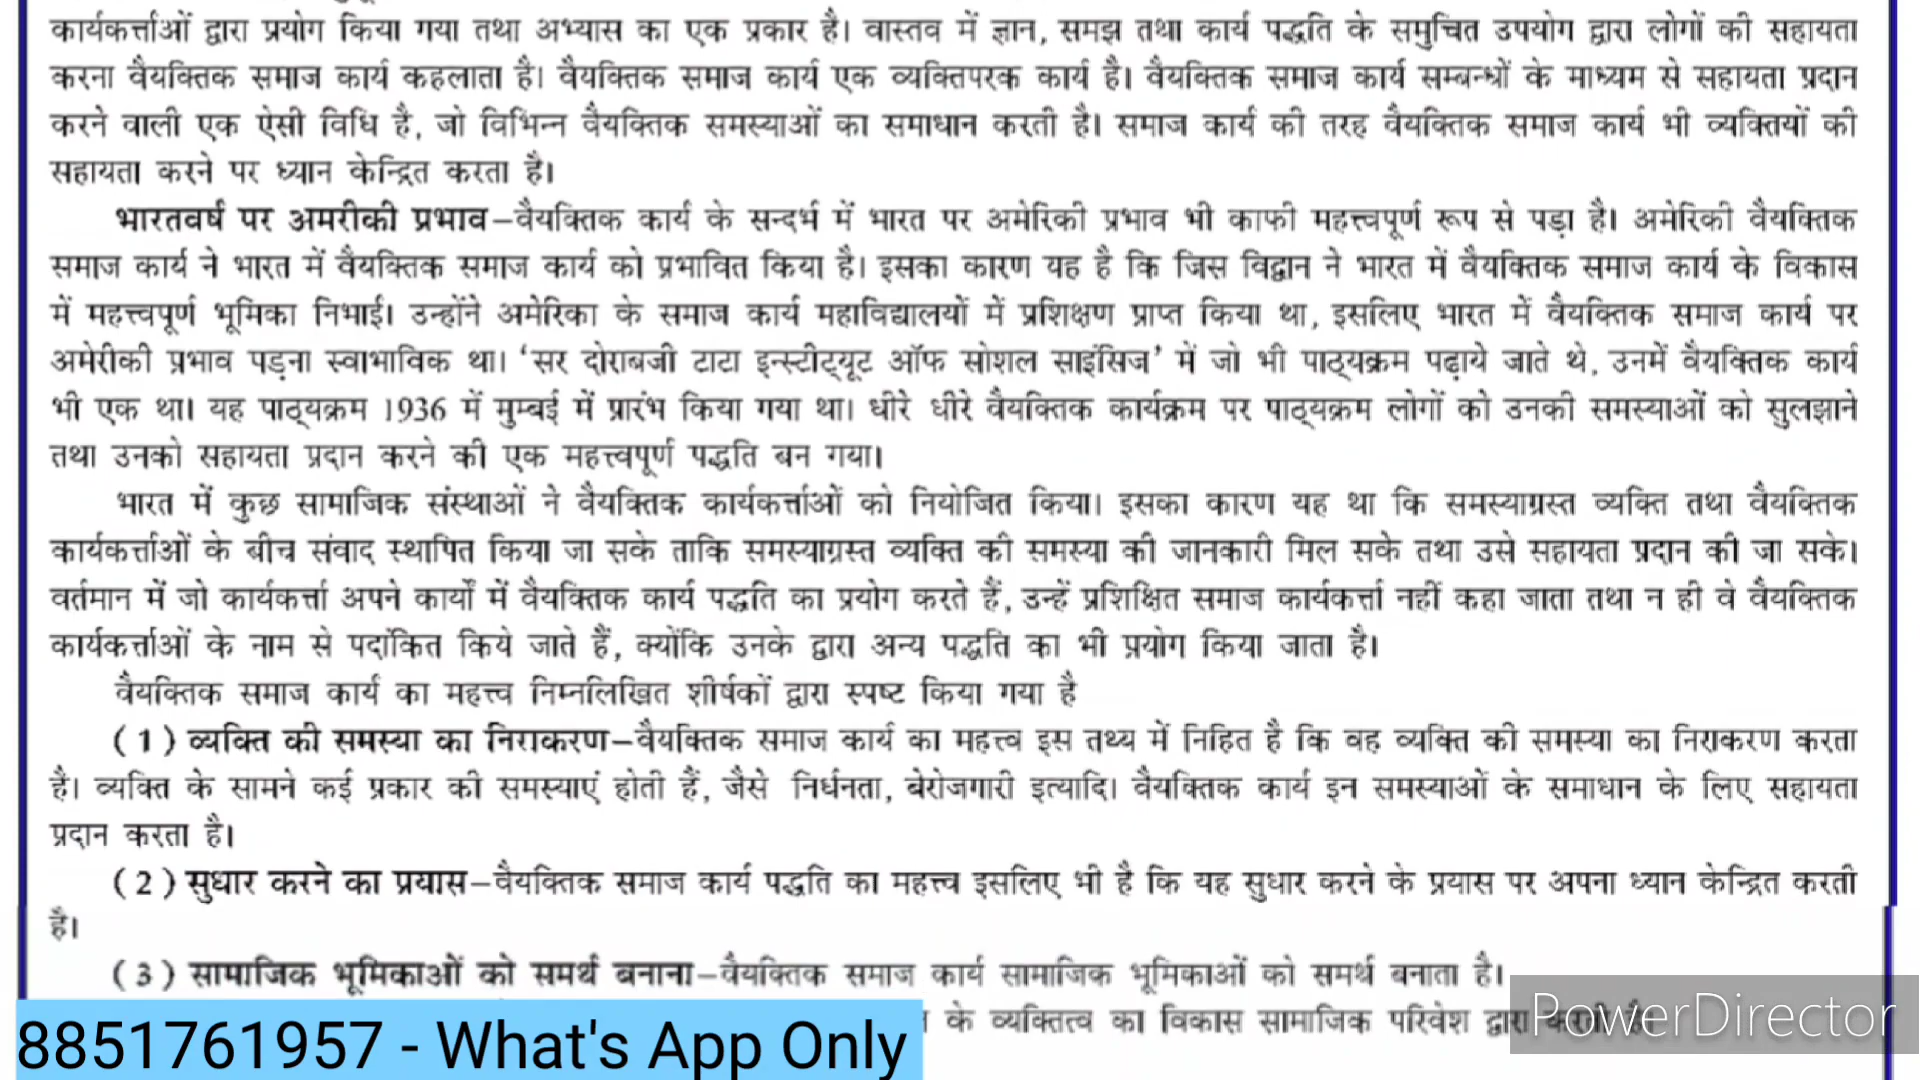 कार्यकर्त्ताओं द्वारा प्रयोग किया गया तथा अभ्यास का एक प्रकार है। वास्तव में ज्ञान, समझ तथा कार्य पद्धति के समुचित उपयोग द्वारा लोगों की सहायता
करना वैयक्तिक समाज कार्य कहलाता है। वैयक्तिक समाज कार्य एक व्यक्तिपरक कार्य है। वैयक्तिक समाज कार्य सम्बन्धों के माध्यम से सहायता प्रदान
करने वाली एक ऐसी विधि है, जो विभिन्न वैयक्तिक समस्याओं का समाधान करती है। समाज कार्य की तरह वैयक्तिक समाज कार्य भी व्यक्तियों की
सहायता करने पर ध्यान केन्द्रित करता है।
भारतवर्ष पर अमरीकी प्रभाव–वैयक्तिक कार्य के सन्दर्भ में भारत पर अमेरिकी प्रभाव भी काफी महत्त्वपूर्ण रूप से पड़ा है। अमेरिकी वैयक्तिक
समाज कार्य ने भारत में वैयक्तिक समाज कार्य को प्रभावित किया है। इसका कारण यह है कि जिस विद्वान ने भारत में वैयक्तिक समाज कार्य के विकास
में महत्त्वपूर्ण भूमिका निभाई। उन्होंने अमेरिका के समाज कार्य महाविद्यालयों में प्रशिक्षण प्राप्त किया था, इसलिए भारत में वैयक्तिक समाज कार्य पर
अमेरीकी प्रभाव पड़ना स्वाभाविक था। ‘सर दोराबजी टाटा इन्स्टीट्यूट ऑफ सोशल साइंसिज’ में जो भी पाठ्यक्रम पढ़ाये जाते थे, उनमें वैयक्तिक कार्य
भी एक था। यह पाठ्यक्रम 1936 में मुम्बई में प्रारंभ किया गया था। धीरे धीरे वैयक्तिक कार्यक्रम पर पाठ्यक्रम लोगों को उनकी समस्याओं को सुलझाने
तथा उनको सहायता प्रदान करने की एक महत्त्वपूर्ण पद्धति बन गया।
भारत में कुछ सामाजिक संस्थाओं ने वैयक्तिक कार्यकर्त्ताओं को नियोजित किया। इसका कारण यह था कि समस्याग्रस्त व्यक्ति तथा वैयक्तिक
कार्यकर्त्ताओं के बीच संवाद स्थापित किया जा सके ताकि समस्याग्रस्त व्यक्ति की समस्या की जानकारी मिल सके तथा उसे सहायता प्रदान की जा सके।
वर्तमान में जो कार्यकर्त्ता अपने कार्यों में वैयक्तिक कार्य पद्धति का प्रयोग करते हैं, उन्हें प्रशिक्षित समाज कार्यकर्त्ता नहीं कहा जाता तथा न ही वे वैयक्तिक
कार्यकर्त्ताओं के नाम से पदांकित किये जाते हैं, क्योंकि उनके द्वारा अन्य पद्धति का भी प्रयोग किया जाता है।
वैयक्तिक समाज कार्य का महत्त्व निम्नलिखित शीर्षकों द्वारा स्पष्ट किया गया है
(1) व्यक्ति की समस्या का निराकरण–वैयक्तिक समाज कार्य का महत्त्व इस तथ्य में निहित है कि वह व्यक्ति की समस्या का निराकरण करता
है। व्यक्ति के सामने कई प्रकार की समस्याएं होती हैं, जैसे निर्धनता, बेरोजगारी इत्यादि। वैयक्तिक कार्य इन समस्याओं के समाधान के लिए सहायता
प्रदान करता है।
(2) सुधार करने का प्रयास–वैयक्तिक समाज कार्य पद्धति का महत्त्व इसलिए भी है कि यह सुधार करने के प्रयास पर अपना ध्यान केन्द्रित करती
है।
(3) सामाजिक भूमिकाओं को समर्थ बनाना–वैयक्तिक समाज कार्य सामाजिक भूमिकाओं को समर्थ बनाता है।
के व्यक्तित्व का विकास सामाजिक परिवेश द्वारा
PowerDirector
8851761957 - What's App Only